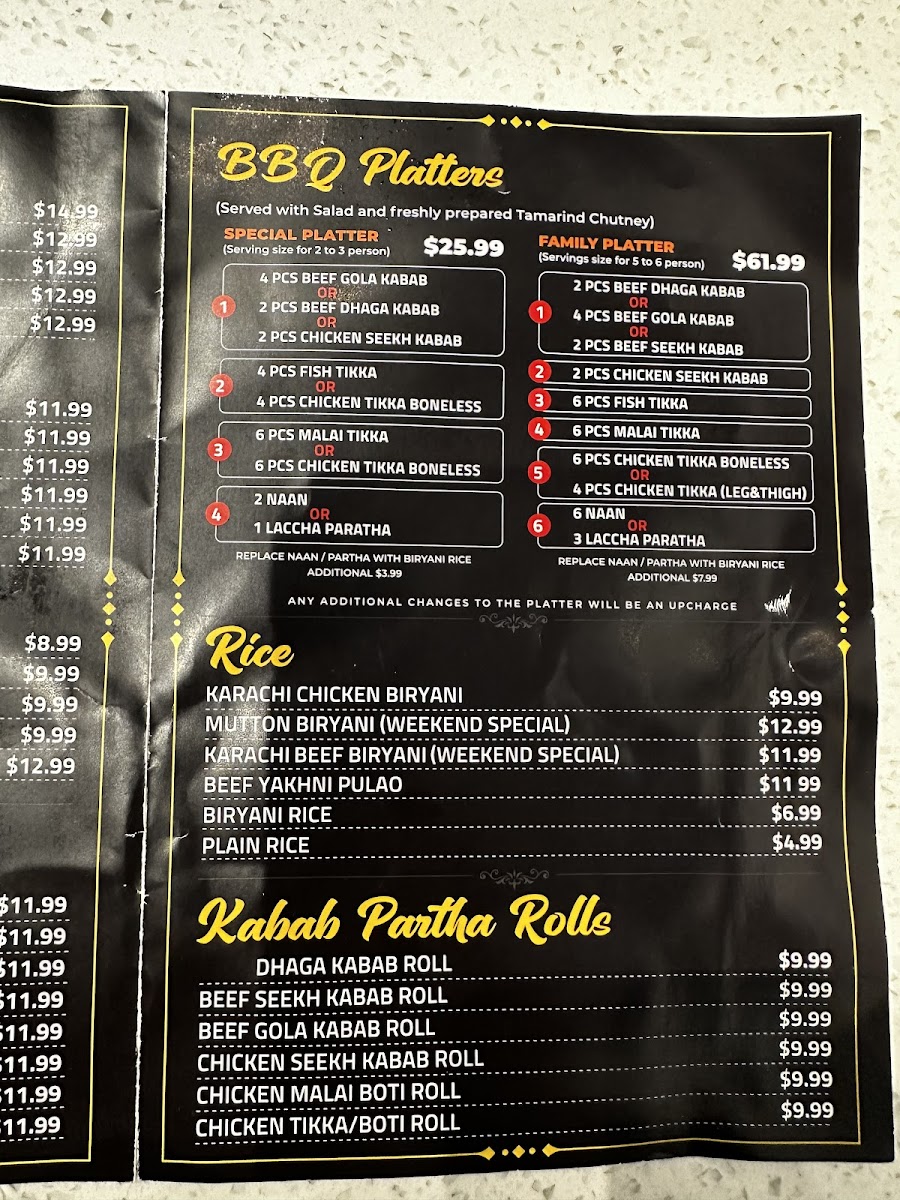 $14.99
$12.99
$12.99
$12.99
$12.99
$11.99
$11.99
$11.99
$11.99
$11.99
$11.99
$8.99
$9.99
$9.99
$9.99
$12.99
$11.99
$11.99
$11.99
$11.99
$11.99
$11.99
$11.99
$11.99
BBQ Platters
(Served with Salad and freshly prepared Tamarind Chutney)
SPECIAL PLATTER $25.99
(Serving size for 2 to 3 person)
1
4 PCS BEEF GOLA KABAB
OR
2 PCS BEEF DHAGA KABAB
OR
2 PCS CHICKEN SEEKH KABAB
2
4 PCS FISH TIKKA
OR
4 PCS CHICKEN TIKKA BONELESS
3
6 PCS MALAI TIKKA
OR
6 PCS CHICKEN TIKKA BONELESS
4
2 NAAN
OR
1 LACCHA PARATHA
REPLACE NAAN / PARTHA WITH BIRYANI RICE
ADDITIONAL $3.99
FAMILY PLATTER $61.99
(Servings size for 5 to 6 person)
1
2 PCS BEEF DHAGA KABAB
OR
4 PCS BEEF GOLA KABAB
OR
2 PCS BEEF SEEKH KABAB
2 2 PCS CHICKEN SEEKH KABAB
3 6 PCS FISH TIKKA
4 6 PCS MALAI TIKKA
5
6 PCS CHICKEN TIKKA BONELESS
OR
4 PCS CHICKEN TIKKA (LEG&THIGH)
6
6 NAAN
OR
3 LACCHA PARATHA
REPLACE NAAN / PARTHA WITH BIRYANI RICE
ADDITIONAL $7.99
ANY ADDITIONAL CHANGES TO THE PLATTER WILL BE AN UPCHARGE
Rice
KARACHI CHICKEN BIRYANI $9.99
MUTTON BIRYANI (WEEKEND SPECIAL) $12.99
KARACHI BEEF BIRYANI (WEEKEND SPECIAL) $11.99
BEEF YAKHNI PULAO $11 99
BIRYANI RICE $6.99
PLAIN RICE $4.99
Kabab Partha Rolls
DHAGA KABAB ROLL $9.99
BEEF SEEKH KABAB ROLL $9.99
BEEF GOLA KABAB ROLL $9.99
CHICKEN SEEKH KABAB ROLL $9.99
CHICKEN MALAI BOTI ROLL $9.99
CHICKEN TIKKA/BOTI ROLL $9.99